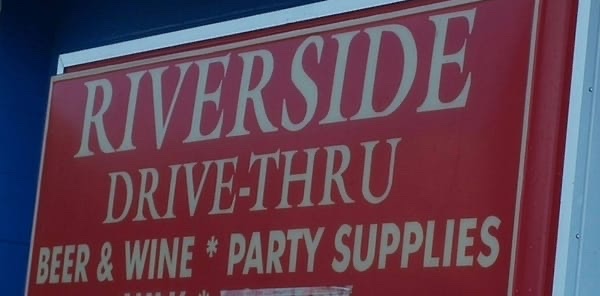 RIVERSIDE
DRIVE-THRU
BEER & WINE * PARTY SUPPLIES